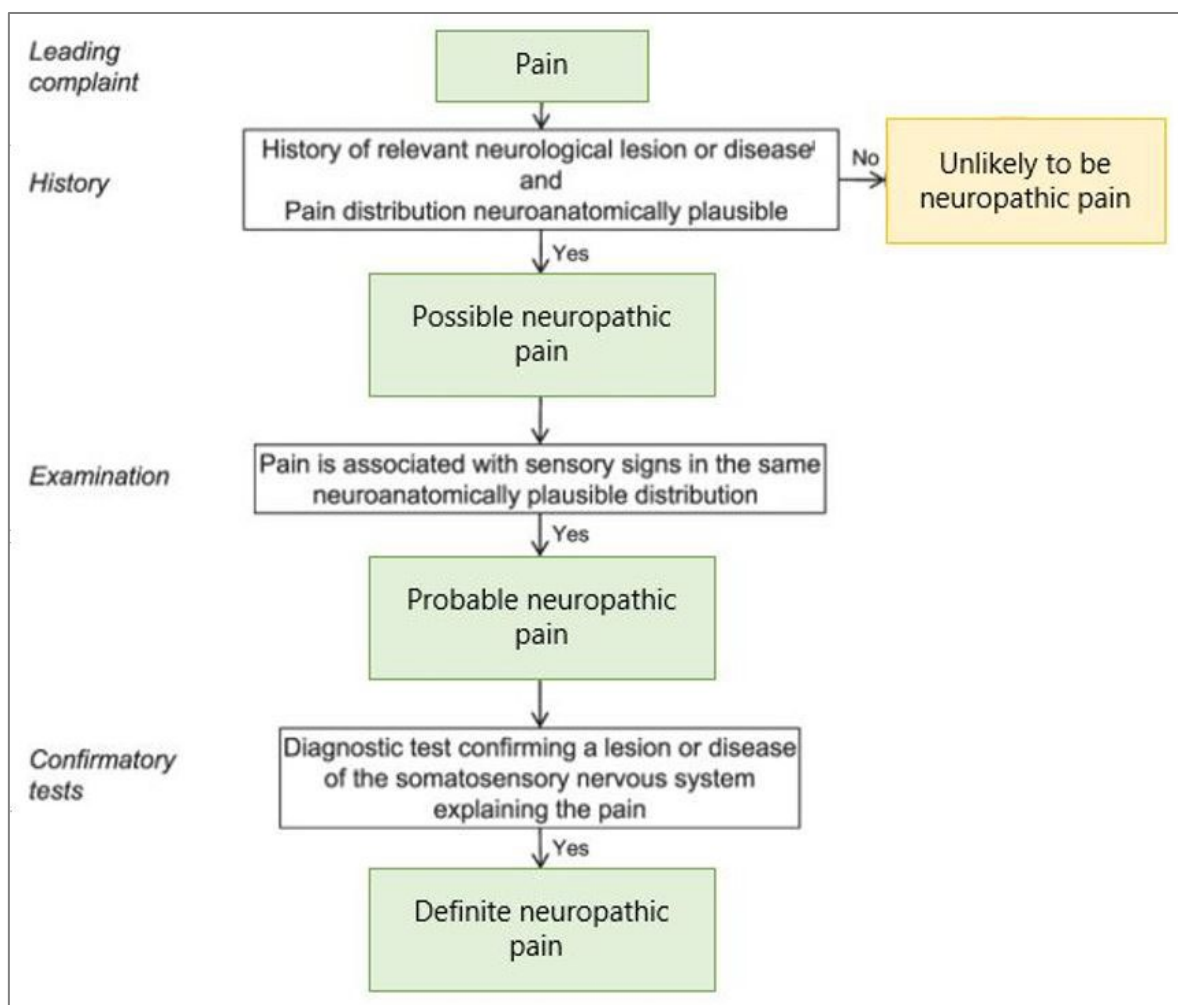 Leading
complaint
Pain
History
History of relevant neurological lesion or disease
and
Pain distribution neuroanatomically plausible
No
Unlikely to be
neuropathic pain
Yes
Possible neuropathic
pain
Examination
Pain is associated with sensory signs in the same
neuroanatomically plausible distribution
Yes
Probable neuropathic
pain
Confirmatory
tests
Diagnostic test confirming a lesion or disease
of the somatosensory nervous system
explaining the pain
Yes
Definite neuropathic
pain